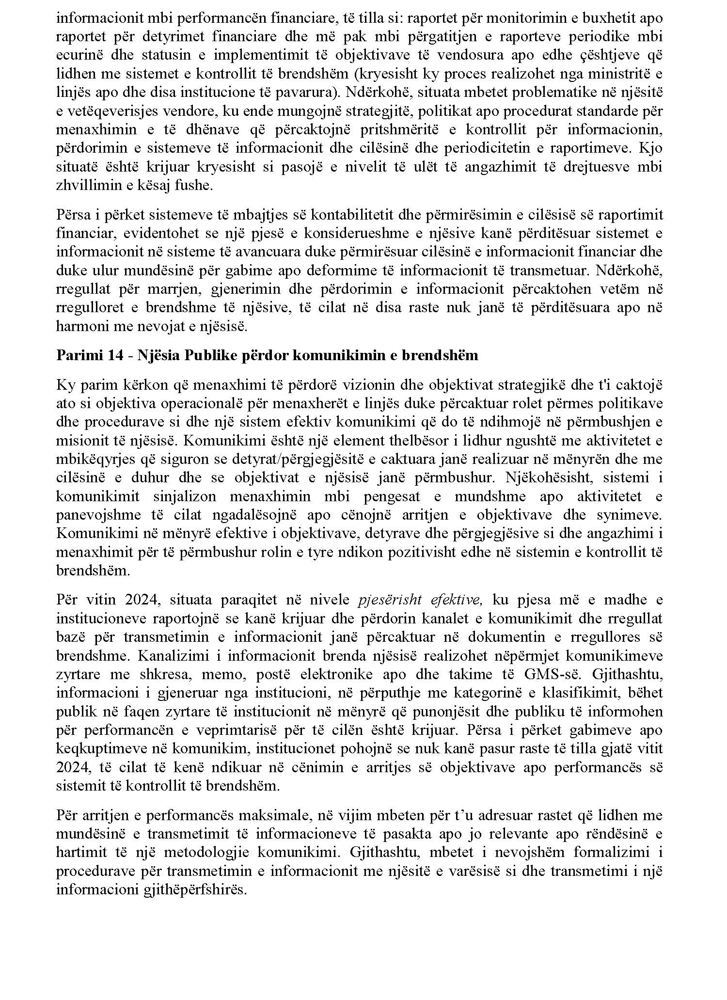 informacionit mbi performancën financiare, të tilla si: raportet për monitorimin e buxhetit apo
raportet për detyrimet financiare dhe më pak mbi përgatitjen e raporteve periodike mbi
ecurinë dhe statusin e implementimit të objektivave të vendosura apo edhe çështjeve që
lidhen me sistemet e kontrollit të brendshëm (kryesisht ky proces realizohet nga ministritë e
linjës apo dhe disa institucione të pavarura). Ndërkohë, situata mbetet problematike në njësitë
e vetëqeverisjes vendore, ku ende mungojnë strategjitë, politikat apo procedurat standarde për
menaxhimin e të dhënave që përcaktojnë pritshmëritë e kontrollit për informacionin,
përdorimin e sistemeve të informacionit dhe cilësinë dhe periodicitetin e raportimeve. Kjo
situatë është krijuar kryesisht si pasojë e nivelit të ulët të angazhimit të drejtuesve mbi
zhvillimin e kësaj fushe.
Përsa i përket sistemeve të mbajtjes së kontabilitetit dhe përmirësimin e cilësisë së raportimit
financiar, evidentohet se një pjesë e konsiderueshme e njësive kanë përditësuar sistemet e
informacionit në sisteme të avancuara duke përmirësuar cilësinë e informacionit financiar dhe
duke ulur mundësinë për gabime apo deformime të informacionit të transmetuar. Ndërkohë,
rregullat për marrjen, gjenerimin dhe përdorimin e informacionit përcaktohen vetëm në
rregulloret e brendshme të njësive, të cilat në disa raste nuk janë të përditësuara apo në
harmoni me nevojat e njësisë.
Parimi 14 - Njësia Publike përdor komunikimin e brendshëm
Ky parim kërkon që menaxhimi të përdorë vizionin dhe objektivat strategjikë dhe t'i caktojë
ato si objektiva operacionalë për menaxherët e linjës duke përcaktuar rolet përmes politikave
dhe procedurave si dhe një sistem efektiv komunikimi që do të ndihmojë në përmbushjen e
misionit të njësisë. Komunikimi është një element thelbësor i lidhur ngushtë me aktivitetet e
mbikëqyrjes që siguron se detyrat/përgjegjësitë e caktuara janë realizuar në mënyrën dhe me
cilësinë e duhur dhe se objektivat e njësisë janë përmbushur. Njëkohësisht, sistemi i
komunikimit sinjalizon menaxhimin mbi pengesat e mundshme apo aktivitetet e
panevojshme të cilat ngadalësojnë apo cënojnë arritjen e objektivave dhe synimeve.
Komunikimi në mënyrë efektive i objektivave, detyrave dhe përgjegjësive si dhe angazhimi i
menaxhimit për të përmbushur rolin e tyre ndikon pozitivisht edhe në sistemin e kontrollit të
brendshëm.
Për vitin 2024, situata paraqitet në nivele pjesërisht efektive, ku pjesa më e madhe e
institucioneve raportojnë se kanë krijuar dhe përdorin kanalet e komunikimit dhe rregullat
bazë për transmetimin e informacionit janë përcaktuar në dokumentin e rregullores së
brendshme. Kanalizimi i informacionit brenda njësisë realizohet nëpërmjet komunikimeve
zyrtare me shkresa, memo, postë elektronike apo dhe takime të GMS-së. Gjithashtu,
informacioni i gjeneruar nga institucioni, në përputhje me kategorinë e klasifikimit, bëhet
publik në faqen zyrtare të institucionit në mënyrë që punonjësit dhe publiku të informohen
për performancën e veprimtarisë për të cilën është krijuar. Përsa i përket gabimeve apo
keqkuptimeve në komunikim, institucionet pohojnë se nuk kanë pasur raste të tilla gjatë vitit
2024, të cilat të kenë ndikuar në cënimin e arritjes së objektivave apo performancës së
sistemit të kontrollit të brendshëm.
Për arritjen e performancës maksimale, në vijim mbeten për t’u adresuar rastet që lidhen me
mundësinë e transmetimit të informacioneve të pasakta apo jo relevante apo rëndësinë e
hartimit të një metodologjie komunikimi. Gjithashtu, mbetet i nevojshëm formalizimi i
procedurave për transmetimin e informacionit me njësitë e varësisë si dhe transmetimi i një
informacioni gjithëpërfshirës.